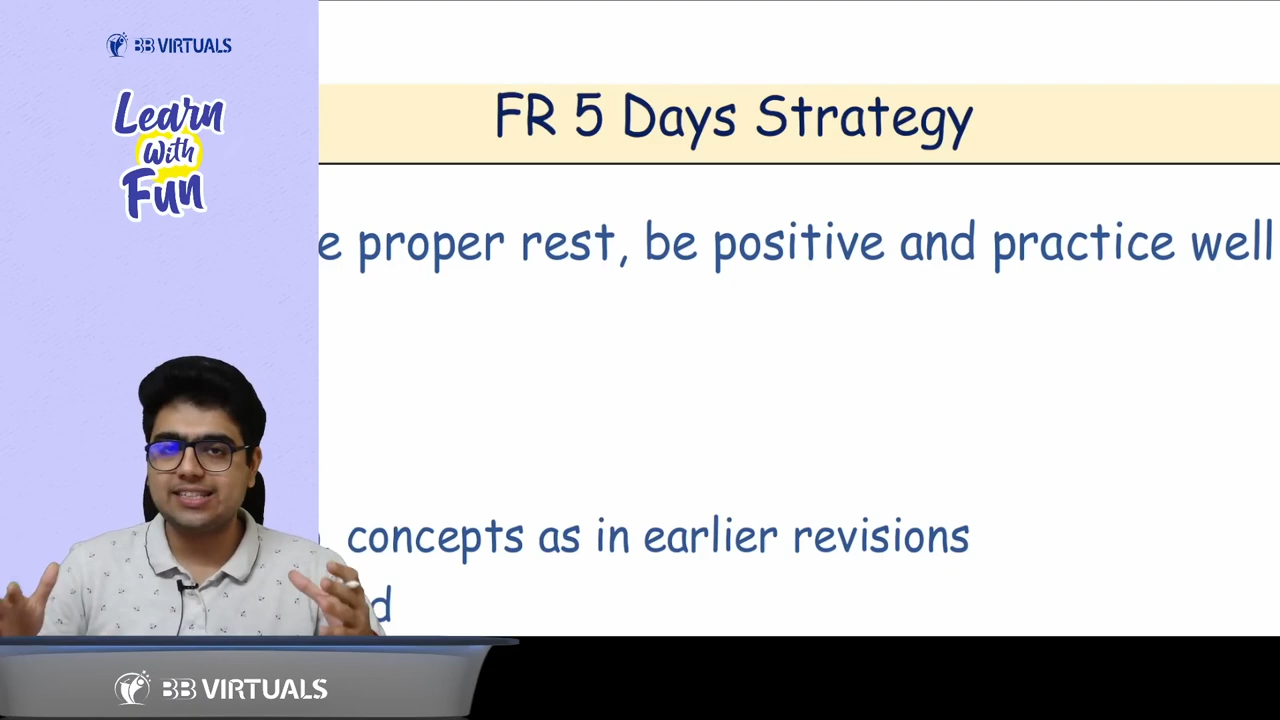 BB VIRTUALS
Learn
With
Fun
FR 5 Days Strategy
e proper rest, be positive and practice well
concepts as in earlier revisions
d
BB VIRTUALS